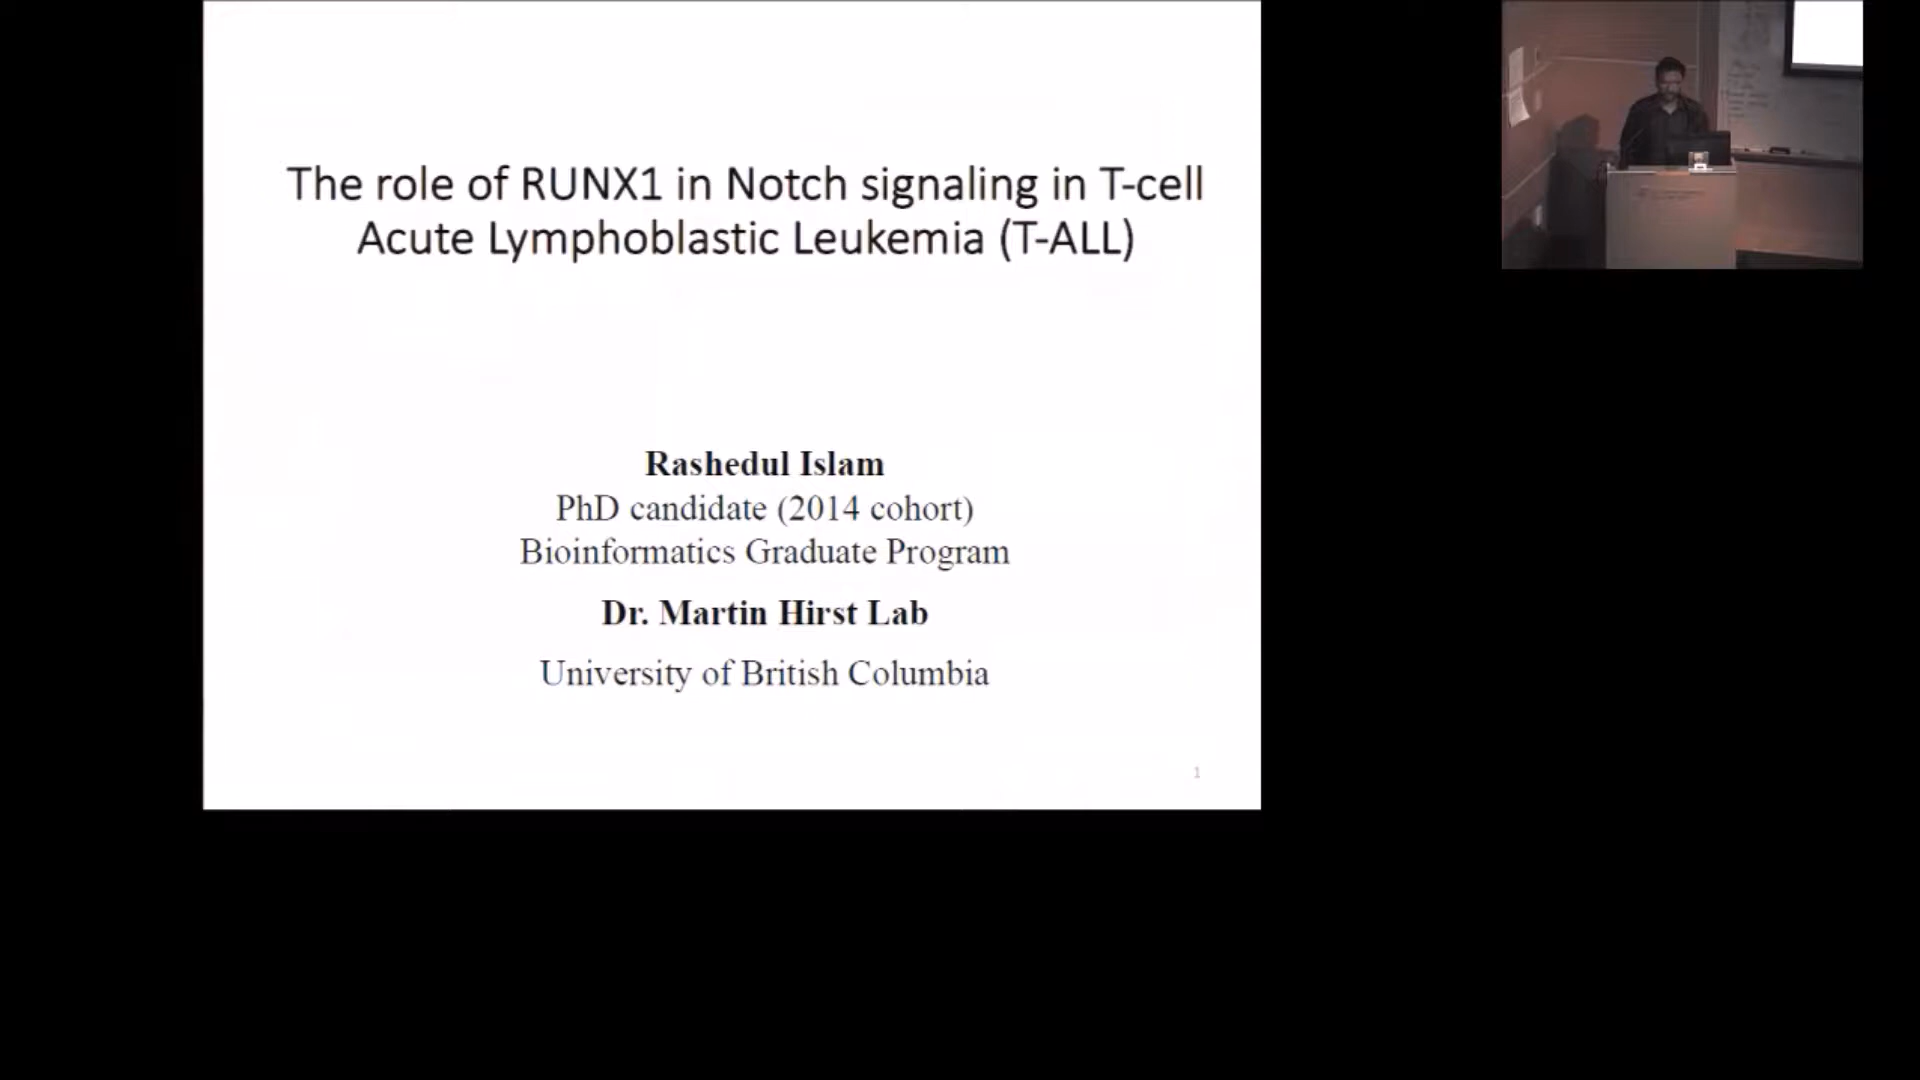 The role of RUNX1 in Notch signaling in T-cell
Acute Lymphoblastic Leukemia (T-ALL)
Rashedul Islam
PhD candidate (2014 cohort)
Bioinformatics Graduate Program
Dr. Martin Hirst Lab
University of British Columbia
1